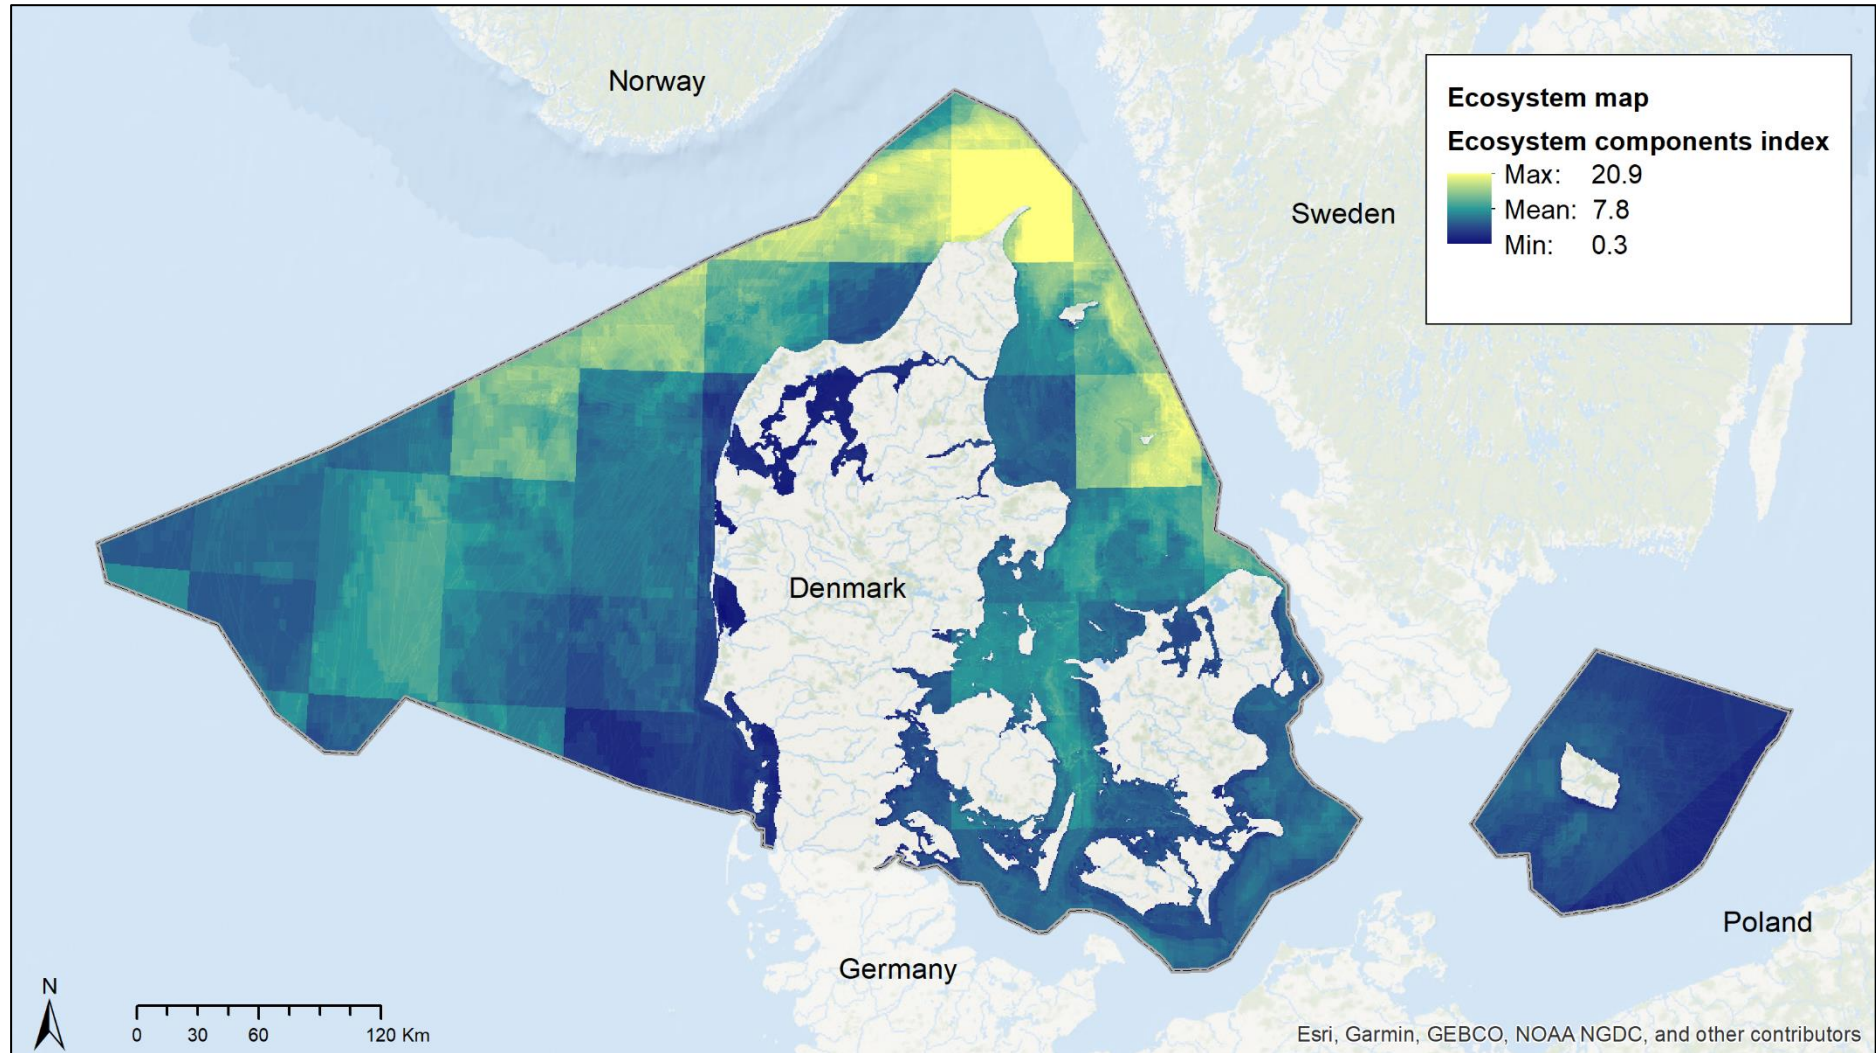 Norway
Ecosystem map
Ecosystem components index
Max: 20.9
Mean: 7.8
Min: 0.3
Sweden
Denmark
Poland
Germany
N
0 30 60 120 Km
Esri, Garmin, GEBCO, NOAA NGDC, and other contributors